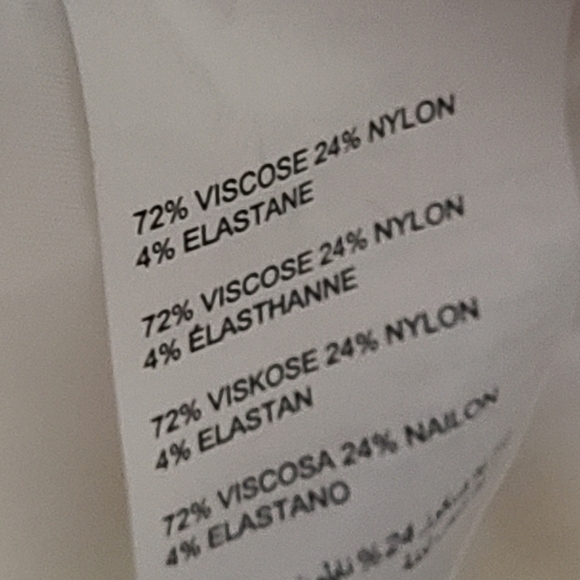 72% VISCOSE 24% NYLON
4% ELASTANE
72% VISCOSE 24% NYLON
4% ÉLASTHANNE
72% VISKOSE 24% NYLON
4% ELASTAN
72% VISCOSA 24% NAILON
4% ELASTANO
%24